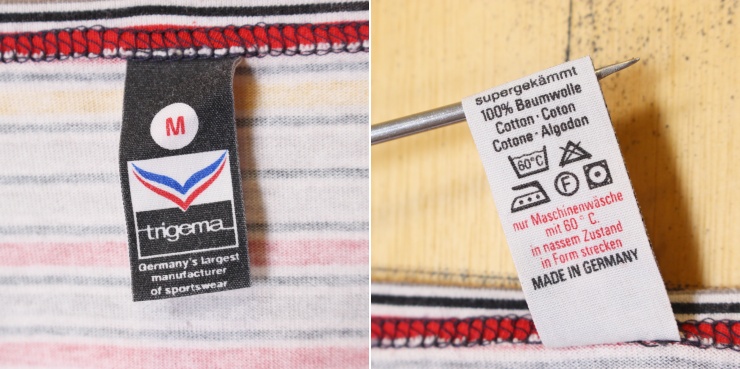 M
trigema
Germany's largest
manufacturer
of sportswear
supergekämmt
100% Baumwolle
Cotton · Coton
Cotone · Algodon
60°C
F
nur Maschinenwäsche
mit 60° C.
in nassem Zustand
in Form strecken
MADE IN GERMANY